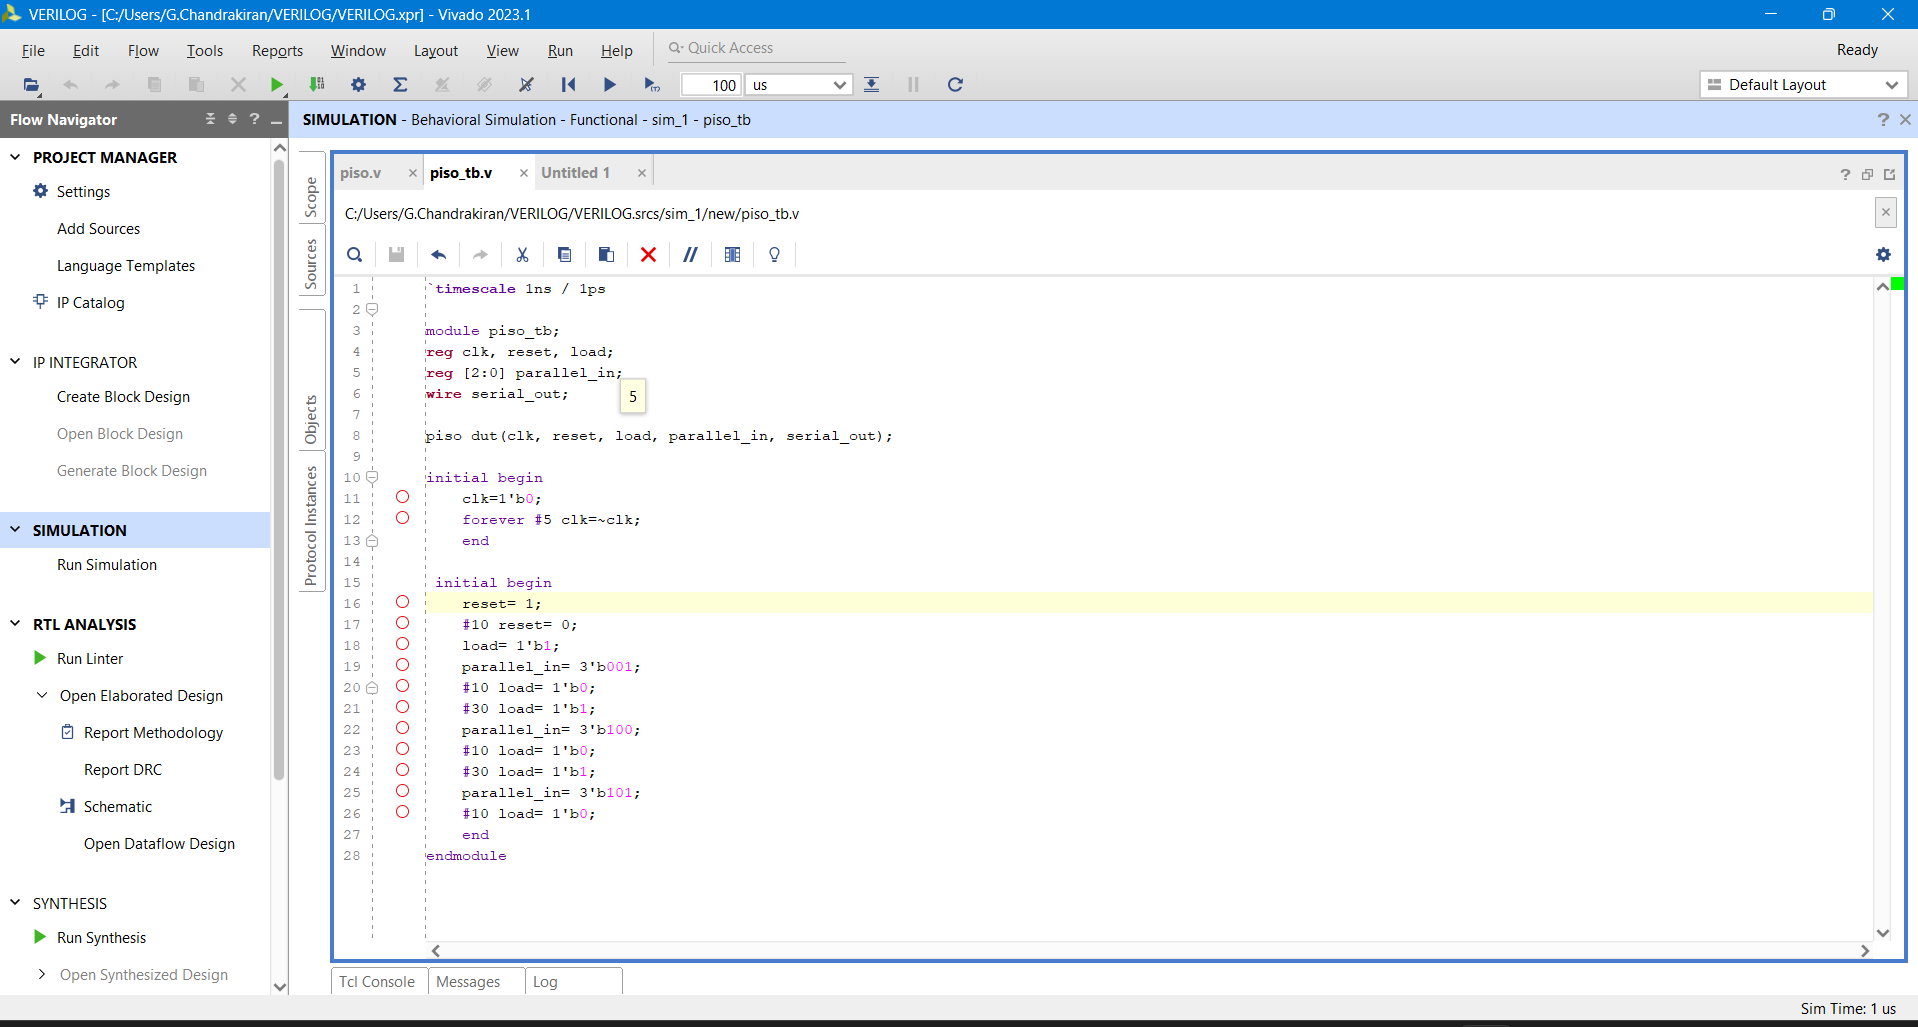 VERILOG - [C:/Users/G.Chandrakiran/VERILOG/VERILOG.xpr] - Vivado 2023.1
File Edit Flow Tools Reports Window Layout View Run Help Quick Access Ready
100 us Default Layout
Flow Navigator ? SIMULATION - Behavioral Simulation - Functional - sim_1 - piso_tb ?
PROJECT MANAGER
Settings
Add Sources
Language Templates
IP Catalog
IP INTEGRATOR
Create Block Design
Open Block Design
Generate Block Design
SIMULATION
Run Simulation
RTL ANALYSIS
Run Linter
Open Elaborated Design
Report Methodology
Report DRC
Schematic
Open Dataflow Design
SYNTHESIS
Run Synthesis
Open Synthesized Design
Scope
Sources
Objects
Protocol Instances
piso.v × piso_tb.v × Untitled 1 × ?
C:/Users/G.Chandrakiran/VERILOG/VERILOG.srcs/sim_1/new/piso_tb.v
1 `timescale 1ns / 1ps
2
3 module piso_tb;
4 reg clk, reset, load;
5 reg [2:0] parallel_in;
6 wire serial_out;
5
7
8 piso dut(clk, reset, load, parallel_in, serial_out);
9
10 initial begin
11 clk=1'b0;
12 forever #5 clk=~clk;
13 end
14
15 initial begin
16 reset= 1;
17 #10 reset= 0;
18 load= 1'b1;
19 parallel_in= 3'b001;
20 #10 load= 1'b0;
21 #30 load= 1'b1;
22 parallel_in= 3'b100;
23 #10 load= 1'b0;
24 #30 load= 1'b1;
25 parallel_in= 3'b101;
26 #10 load= 1'b0;
27 end
28 endmodule
Tcl Console Messages Log
Sim Time: 1 us